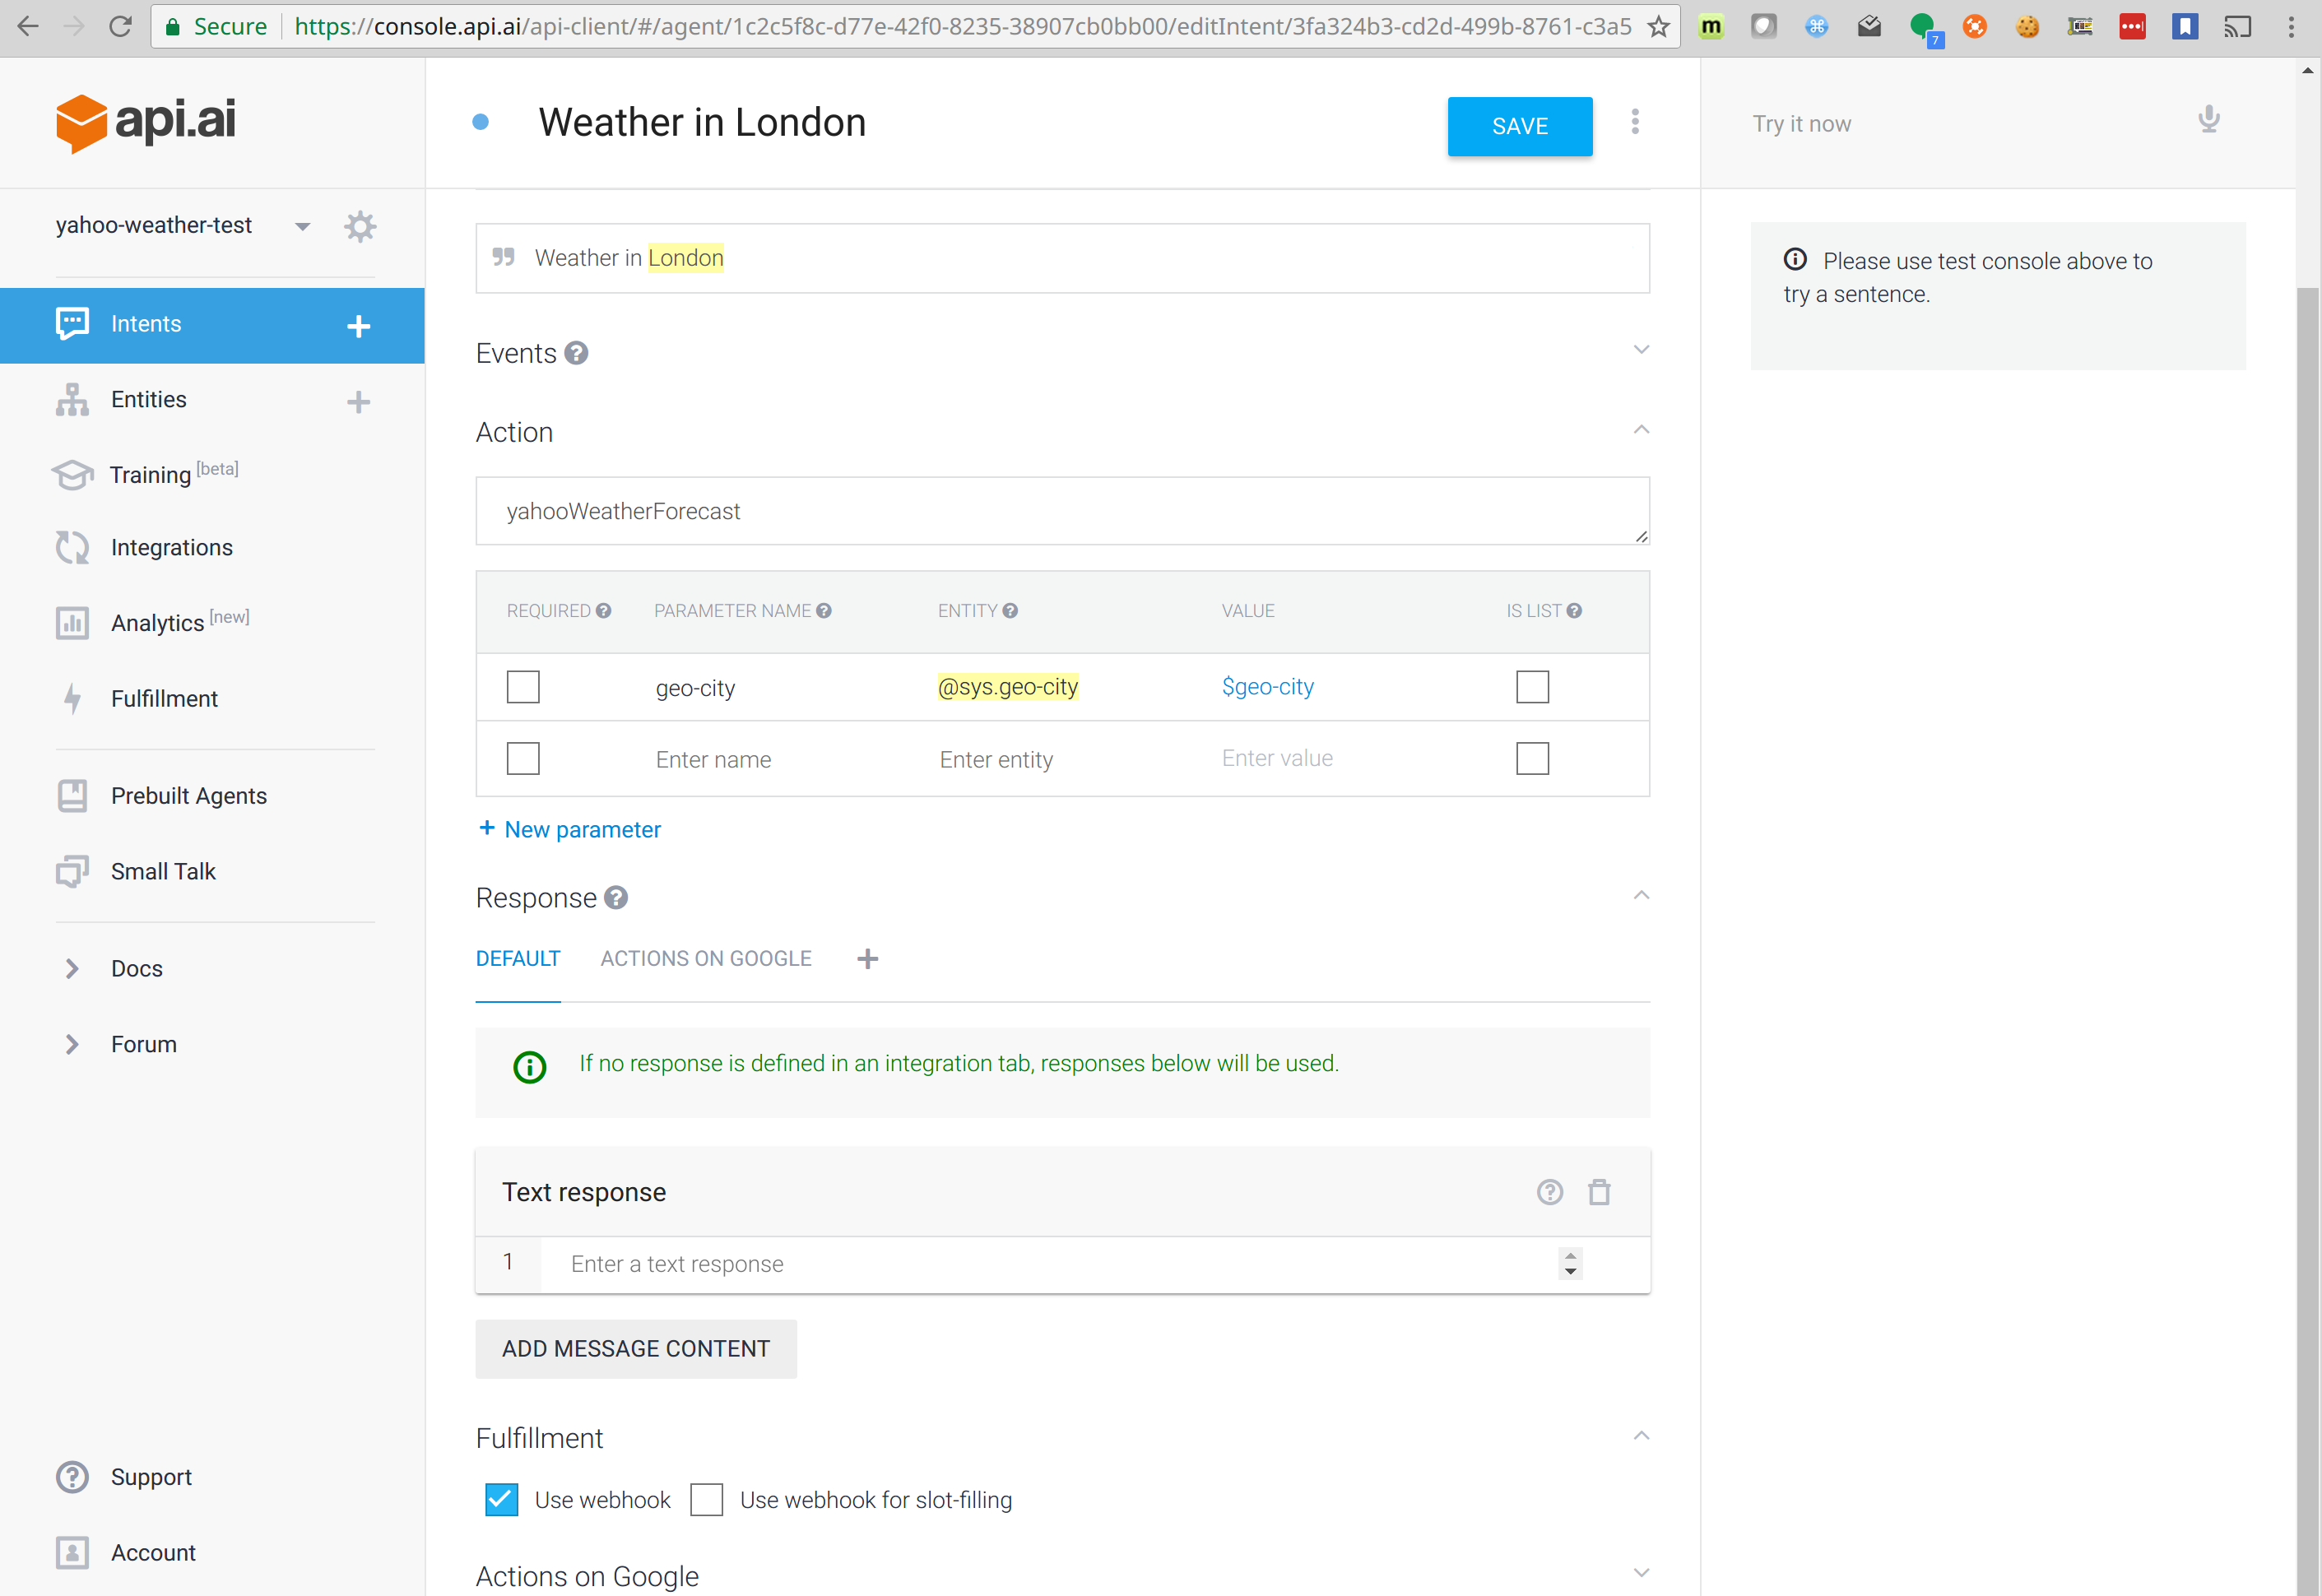 Secure https://console.api.ai/api-client/#/agent/1c2c5f8c-d77e-42f0-8235-38907cb0bb00/editIntent/3fa324b3-cd2d-499b-8761-c3a5
m
7
api.ai
Weather in London
SAVE
Try it now
yahoo-weather-test
Weather in London
Please use test console above to
try a sentence.
Intents
Events
Entities
Action
Training [beta]
yahooWeatherForecast
Integrations
REQUIRED PARAMETER NAME ENTITY VALUE IS LIST
Analytics [new]
geo-city @sys.geo-city $geo-city
Fulfillment
Enter name Enter entity Enter value
Prebuilt Agents
+ New parameter
Small Talk
Response
DEFAULT ACTIONS ON GOOGLE
Docs
Forum
If no response is defined in an integration tab, responses below will be used.
Text response
1 Enter a text response
ADD MESSAGE CONTENT
Fulfillment
Support
Use webhook Use webhook for slot-filling
Account
Actions on Google